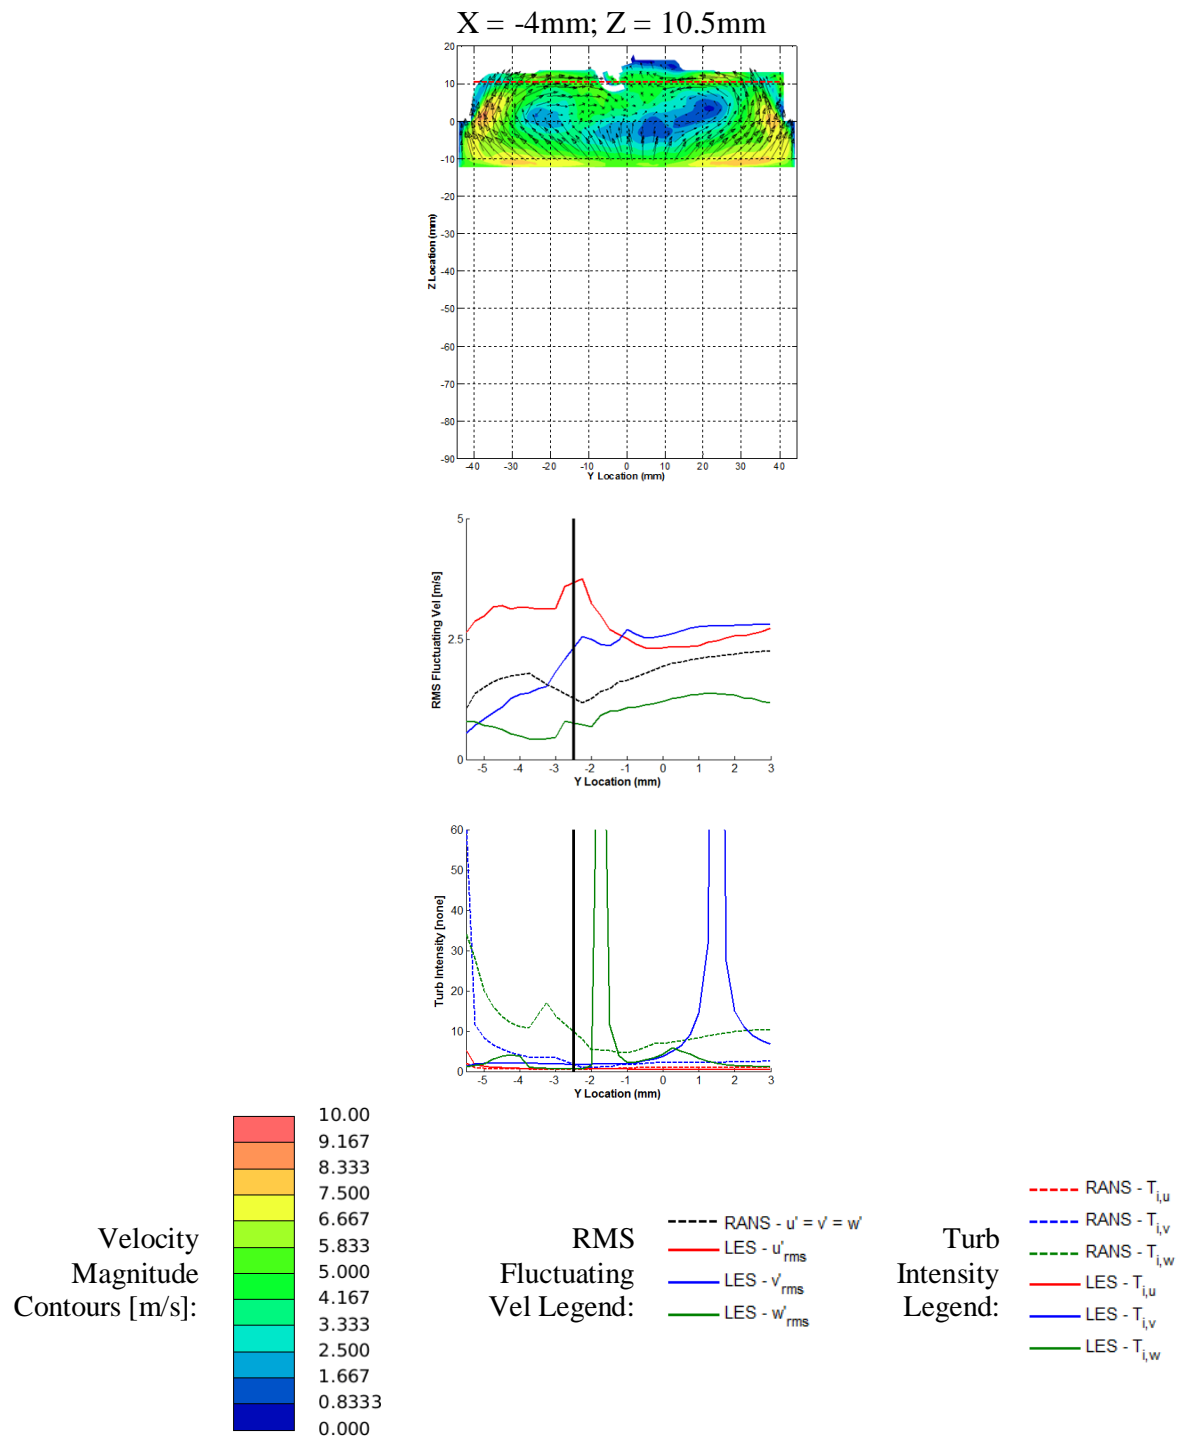 X = -4mm; Z = 10.5mm
20
10
0
-10
-20
-30
-40
-50
-60
-70
-80
-90
Z Location (mm)
-40 -30 -20 -10 0 10 20 30 40
Y Location (mm)
5
2.5
0
RMS Fluctuating Vel [m/s]
-5 -4 -3 -2 -1 0 1 2 3
Y Location (mm)
60
50
40
30
20
10
0
Turb Intensity [none]
-5 -4 -3 -2 -1 0 1 2 3
Y Location (mm)
Velocity
Magnitude
Contours [m/s]:
10.00
9.167
8.333
7.500
6.667
5.833
5.000
4.167
3.333
2.500
1.667
0.8333
0.000
RMS
Fluctuating
Vel Legend:
RANS - u' = v' = w'
LES - u'rms
LES - v'rms
LES - w'rms
Turb
Intensity
Legend:
RANS - Ti,u
RANS - Ti,v
RANS - Ti,w
LES - Ti,u
LES - Ti,v
LES - Ti,w